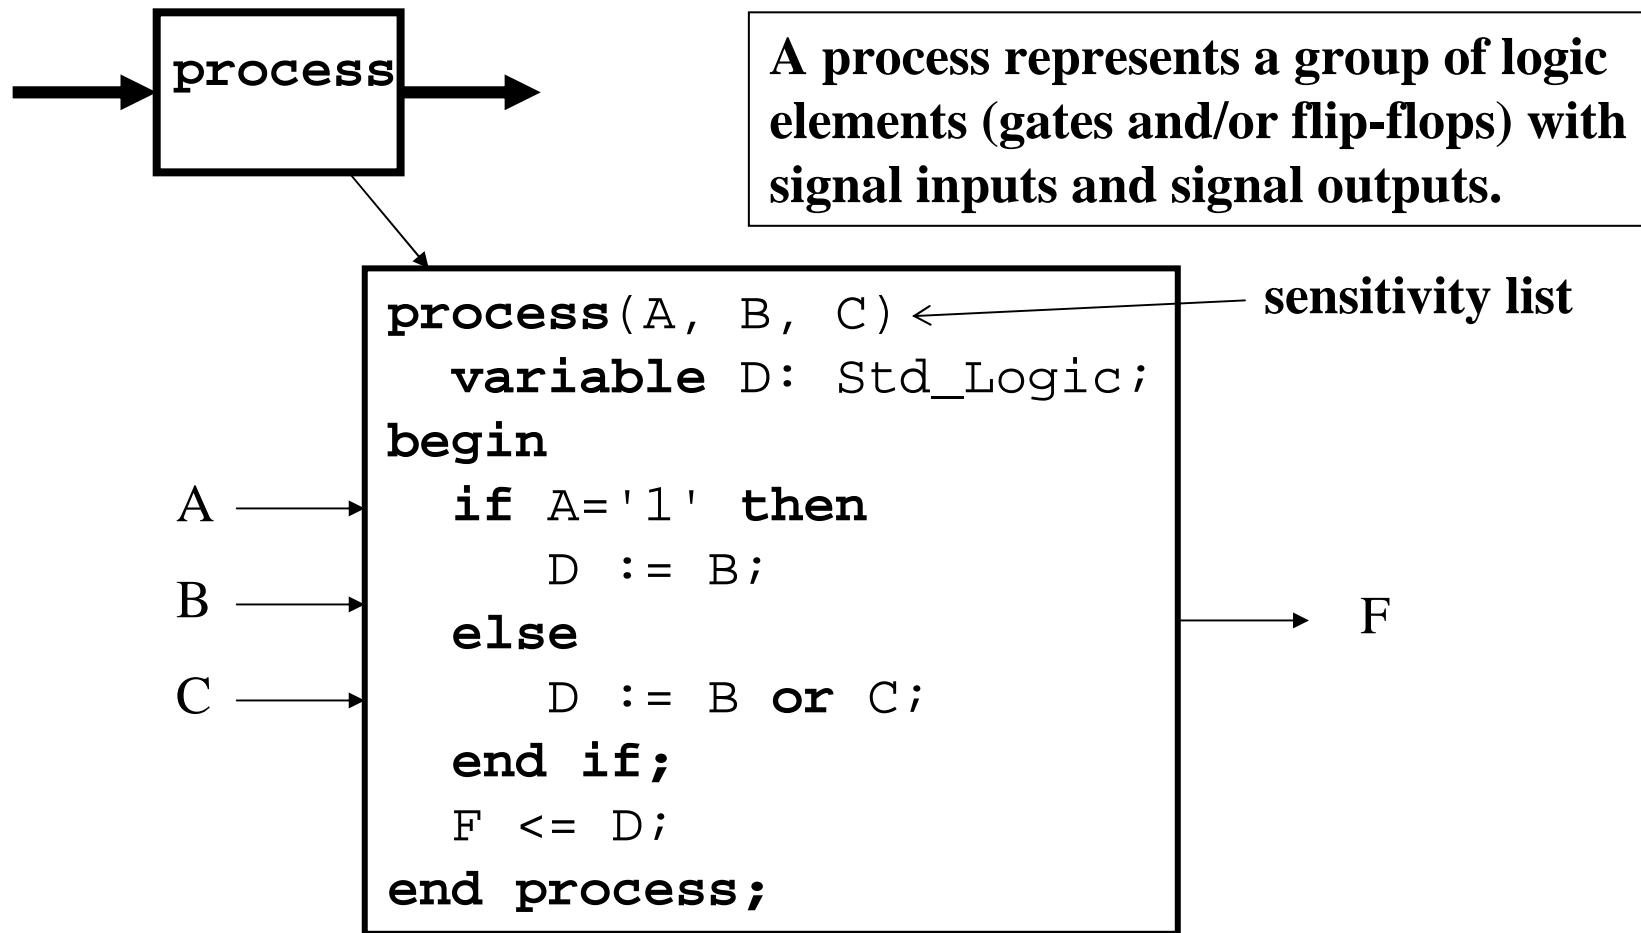 process
A process represents a group of logic
elements (gates and/or flip-flops) with
signal inputs and signal outputs.
process(A, B, C)
sensitivity list
variable D: Std_Logic;
begin
if A='1' then
A
D := B;
B
else
F
D := B or C;
C
end if;
F <= D;
end process;